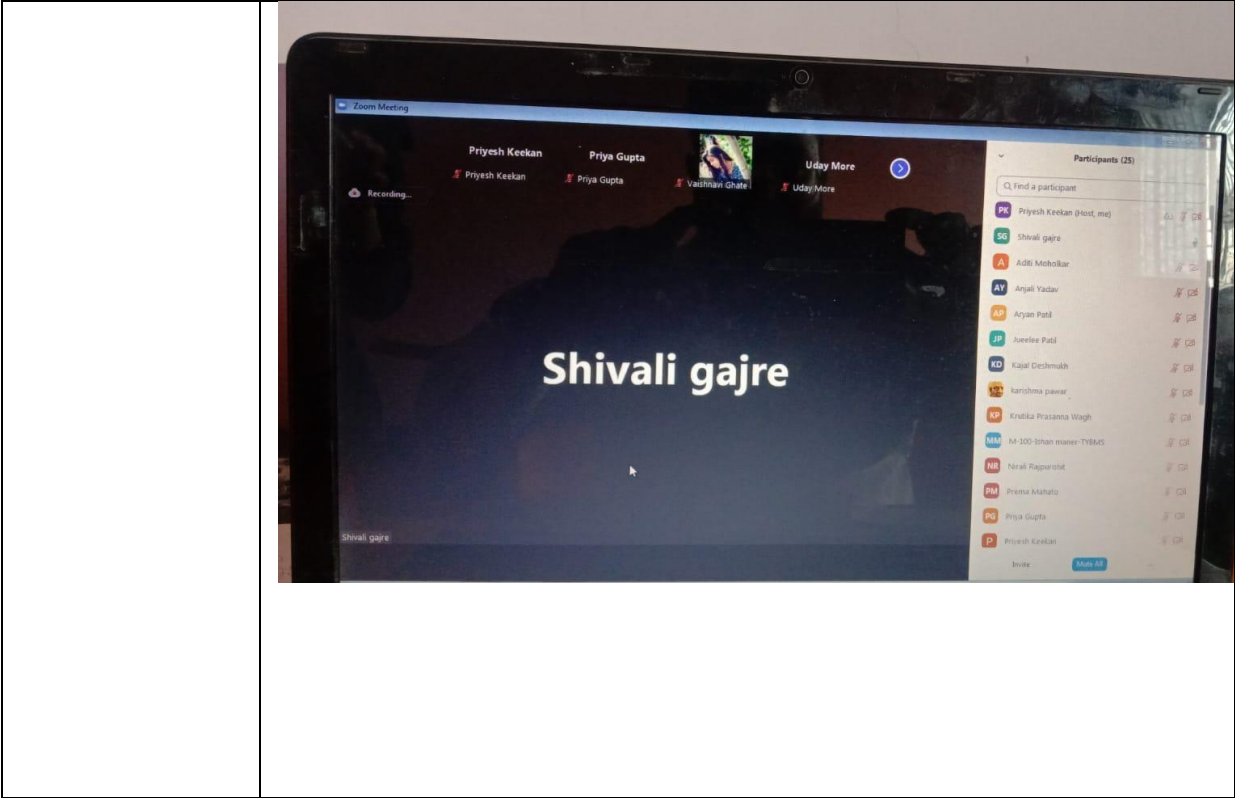 Zoom Meeting
Priyesh Keekan
Priya Gupta
Uday More
Priyesh Keekan
Priya Gupta
Vaishnavi Ghate
Uday More
Recording...
Shivali gajre
Shivali gajre
Participants (25)
Find a participant
PK Priyesh Keekan (Host, me)
SG Shivali gajre
A Aditi Moholkar
AY Anjali Yadav
AP Aryan Patil
JP Jueelee Patil
KD Kajal Deshmukh
karishma pawar
KP Krutika Prasanna Wagh
MM M-100-Ishan maner-TYBMS
NR Nirali Rajpurohit
PM Prema Mahato
PG Priya Gupta
P Priyesh Keekan
Invite
Mute All